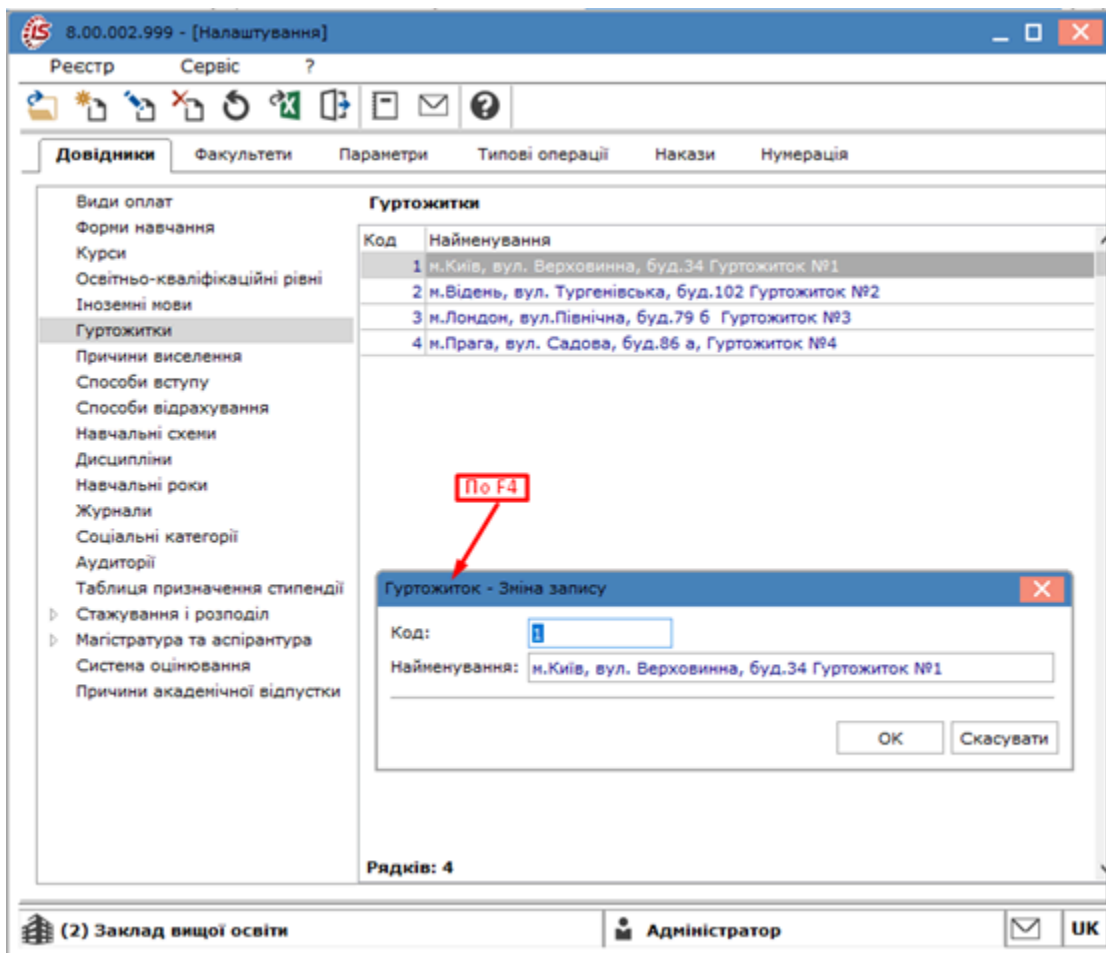 8.00.002.999 - [Налаштування]
Реєстр Сервіс ?
Довідники Факультети Параметри Типові операції Накази Нумерація
Види оплат
Форми навчання
Курси
Освітньо-кваліфікаційні рівні
Іноземні мови
Гуртожитки
Причини виселення
Способи вступу
Способи відрахування
Навчальні схеми
Дисципліни
Навчальні роки
Журнали
Соціальні категорії
Аудиторії
Таблиця призначення стипендії
Стажування і розподіл
Магістратура та аспірантура
Система оцінювання
Причини академічної відпустки
Гуртожитки
Код Найменування
1 м.Київ, вул. Верховинна, буд.34 Гуртожиток №1
2 м.Відень, вул. Тургенівська, буд.102 Гуртожиток №2
3 м.Лондон, вул.Північна, буд.79 б Гуртожиток №3
4 м.Прага, вул. Садова, буд.86 а, Гуртожиток №4
По F4
Гуртожиток - Зміна запису
Код: 1
Найменування: м.Київ, вул. Верховинна, буд.34 Гуртожиток №1
ОК Скасувати
Рядків: 4
(2) Заклад вищої освіти Адміністратор UK